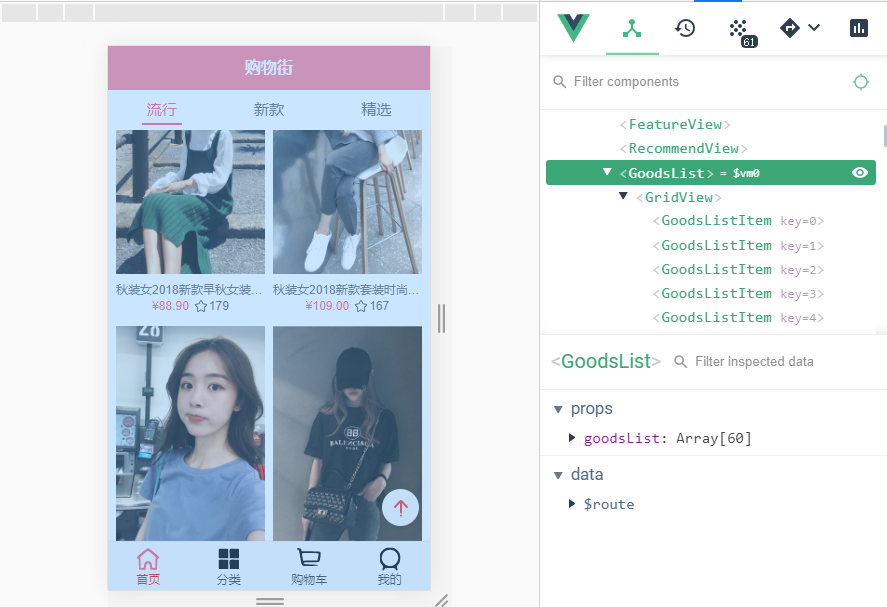 购物街
流行 新款 精选
秋装女2018新款早秋女装... 秋装女2018新款套装时尚...
¥88.90 179 ¥109.00 167
20
BB
BALENCIAGA
首页 分类 购物车 我的
61
Filter components
<FeatureView>
<RecommendView>
<GoodsList> = $vm0
<GridView>
<GoodsListItem key=0>
<GoodsListItem key=1>
<GoodsListItem key=2>
<GoodsListItem key=3>
<GoodsListItem key=4>
<GoodsList> Filter inspected data
props
goodsList: Array[60]
data
$route